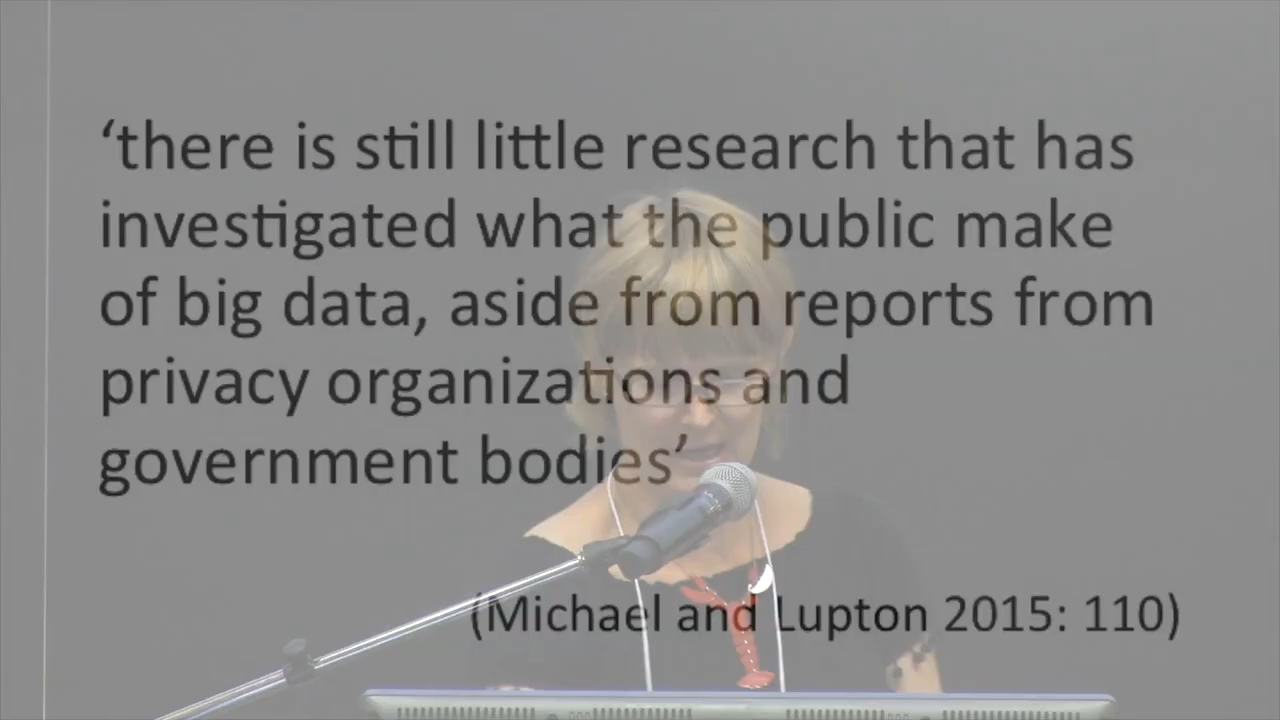 ‘there is still little research that has
investigated what the public make
of big data, aside from reports from
privacy organizations and
government bodies’
(Michael and Lupton 2015: 110)